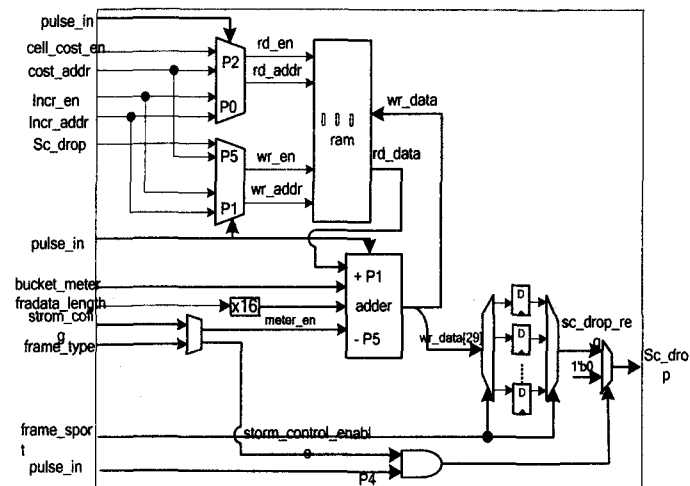 pulse_in
cell_cost_en
cost_addr
Incr_en
Incr_addr
Sc_drop
P2
P0
rd_en
rd_addr
ram
wr_data
rd_data
P5
P1
wr_en
wr_addr
pulse_in
bucket_meter
fradata_length
strom_confi
g
frame_type
x16
meter_en
+ P1
adder
- P5
wr_data[29]
D
D
D
sc_drop_re
g
1'b0
Sc_dro
p
frame_spor
t
storm_control_enabl
e
pulse_in
P4